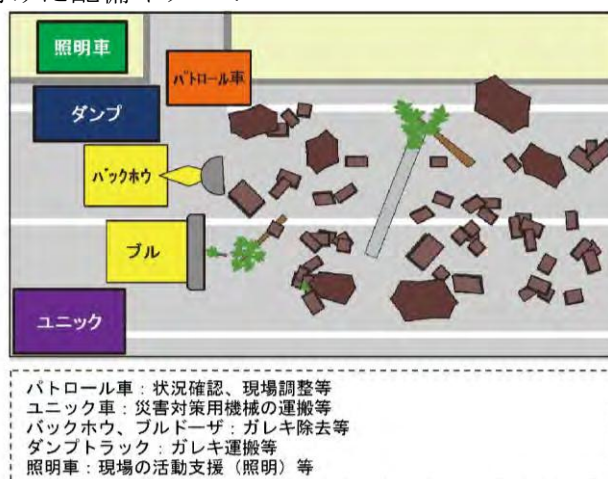 照明車
パトロール車
ダンプ
バックホウ
ブル
ユニック
パトロール車：状況確認、現場調整等
ユニック車：災害対策用機械の運搬等
バックホウ、ブルドーザ：ガレキ除去等
ダンプトラック：ガレキ運搬等
照明車：現場の活動支援（照明）等